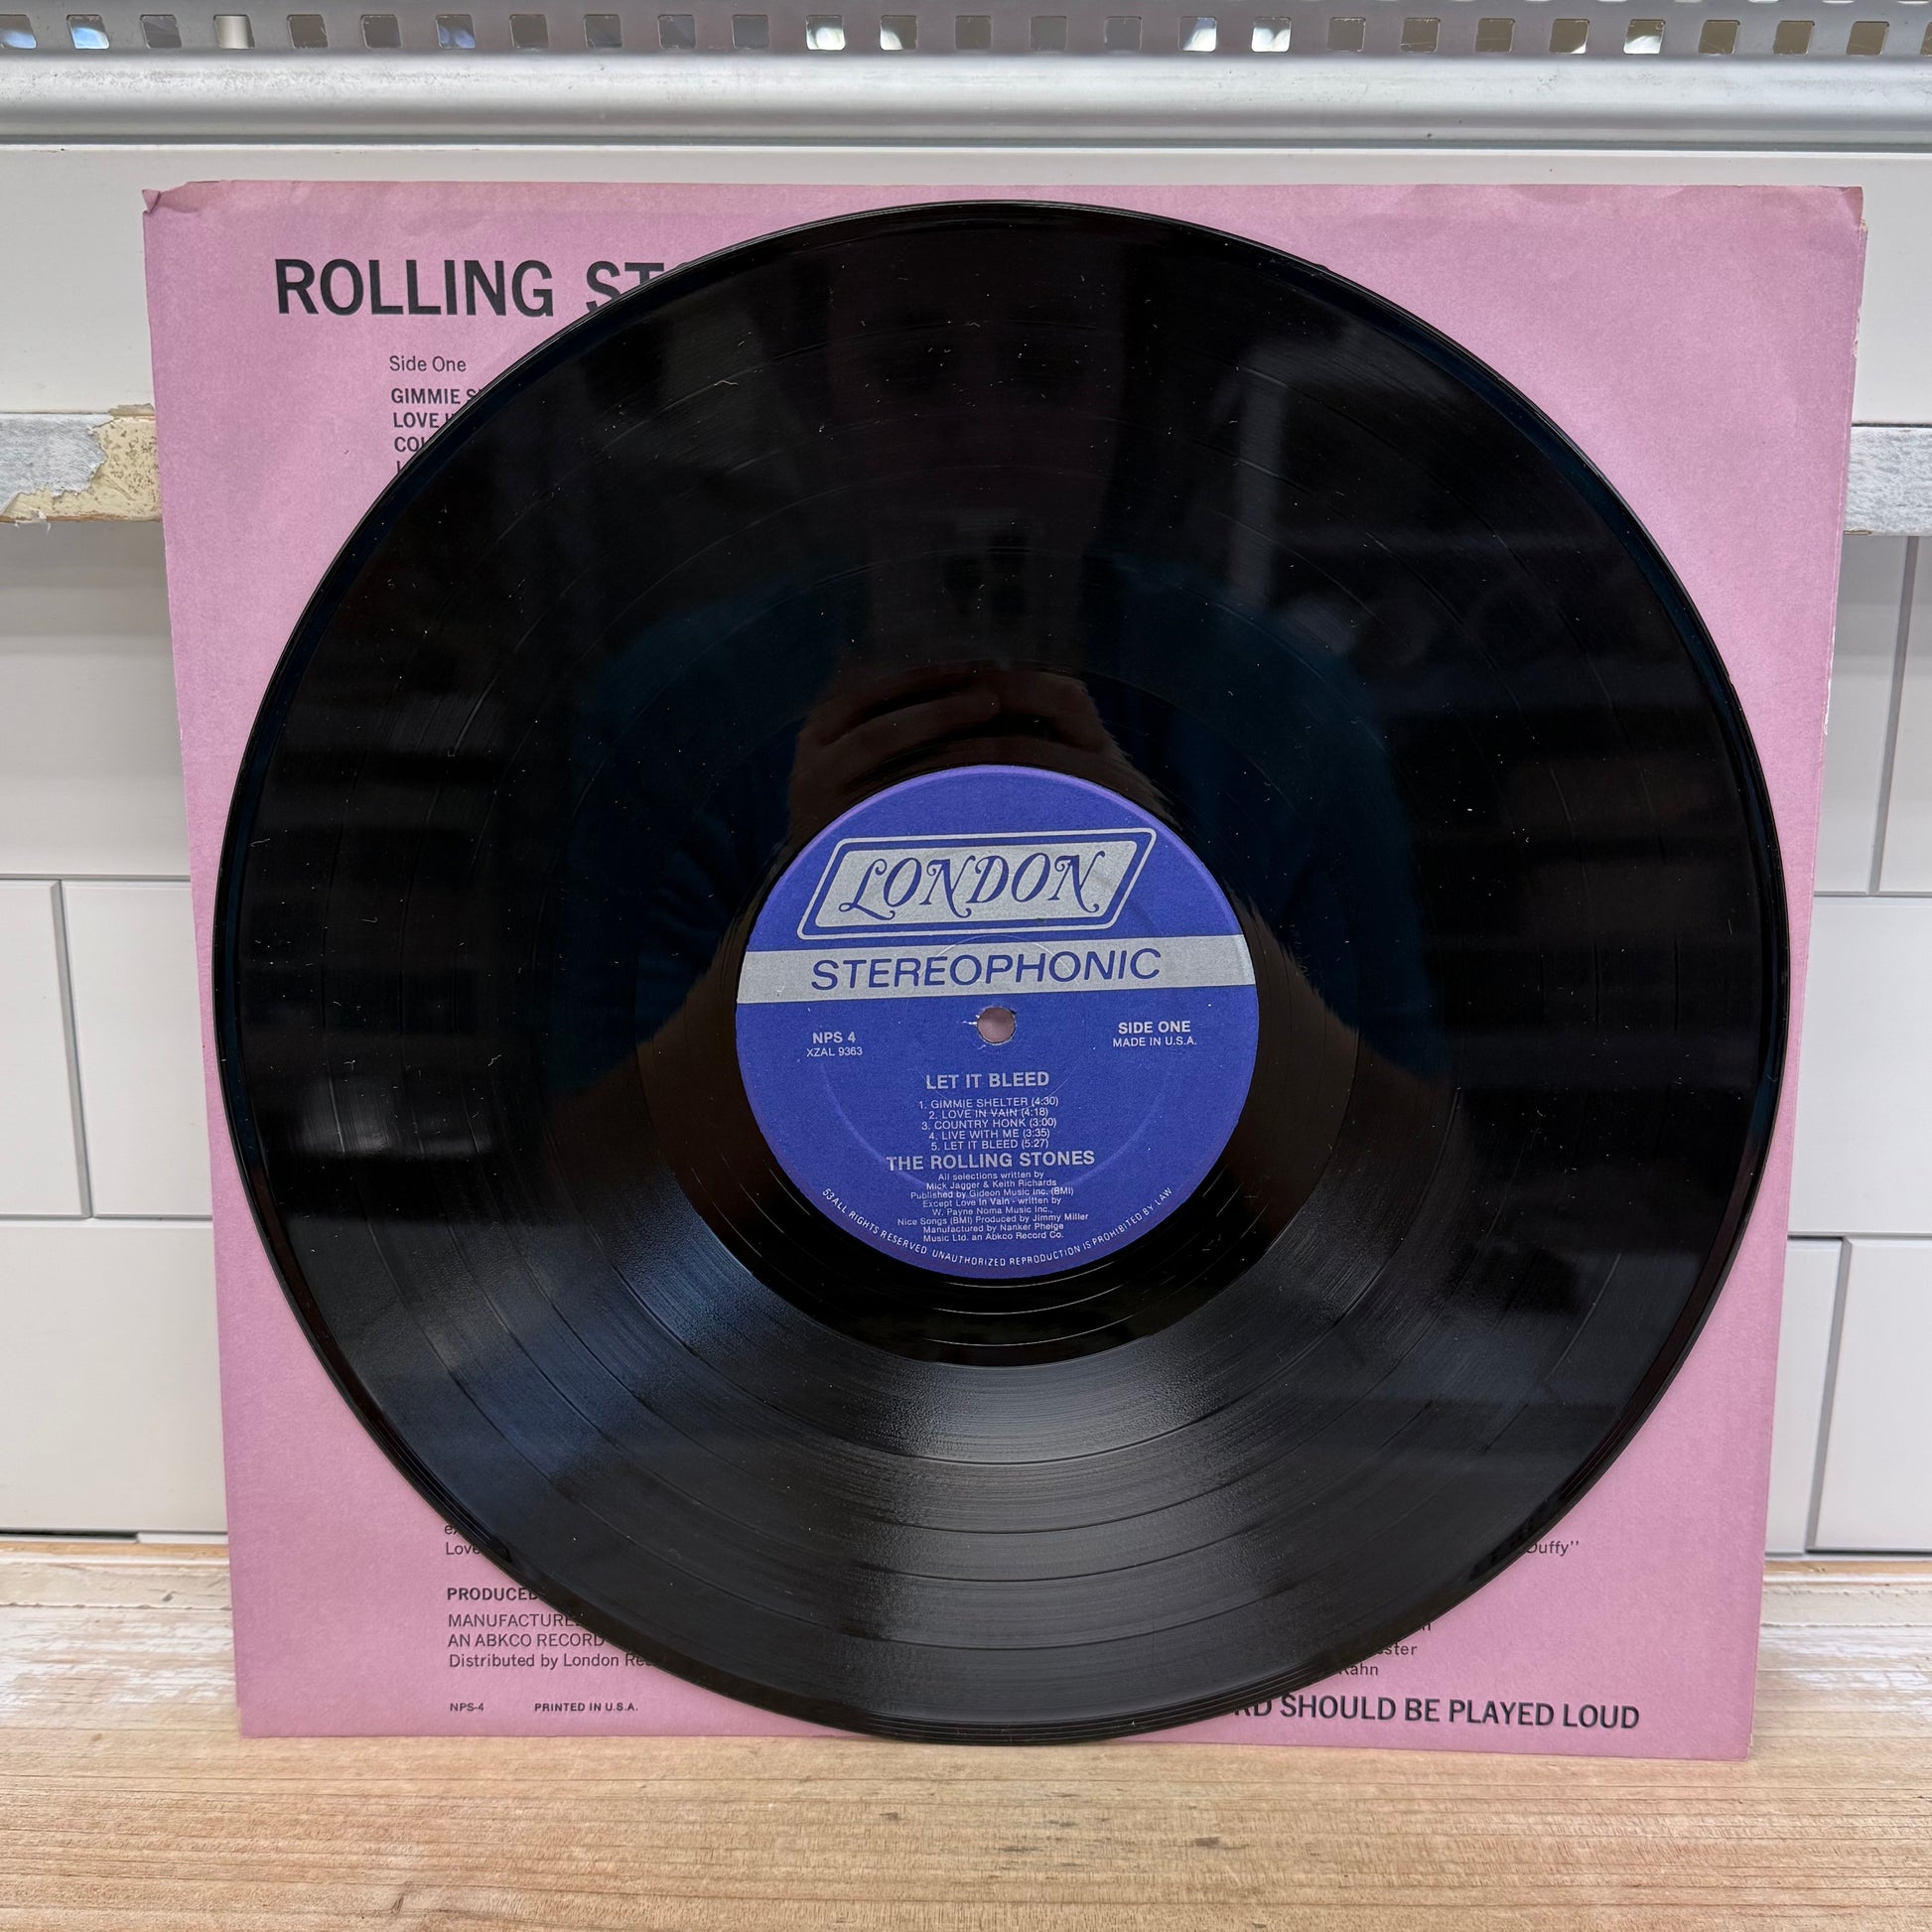 ROLLING
Side One
GIMMIE
LOVE
LONDON
STEREOPHONIC
NPS 4
XZAL 9363
SIDE ONE
MADE IN U.S.A.
LET IT BLEED
1. GIMMIE SHELTER (4:30)
2. LOVE IN VAIN (4:18)
3. COUNTRY HONK (3:00)
4. LIVE WITH ME (3:35)
5. LET IT BLEED (5:27)
THE ROLLING STONES
All selections written by
Mick Jagger & Keith Richards
Published by Gideon Music Inc. (BMI)
Except Love In Vain - written by
W. Payne Noma Music Inc.,
Nice Songs (BMI) Produced by Jimmy Miller
Manufactured by Nanker Phelge
Music Ltd. an Abkco Record Co.
53 ALL RIGHTS RESERVED UNAUTHORIZED REPRODUCTION IS PROHIBITED BY LAW
Love
Duffy"
PRODUCED
MANUFACTURE
AN ABKCO RECORD
Distributed by London
Kahn
NPS-4 PRINTED IN U.S.A.
SHOULD BE PLAYED LOUD